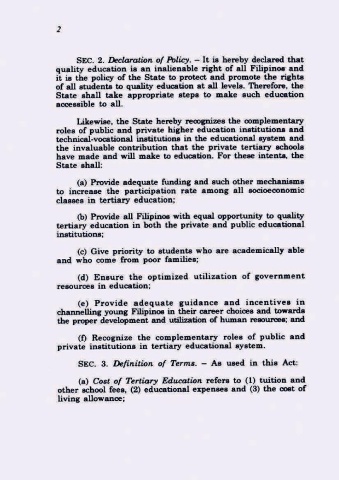 2
SEC. 2. Declaration of Policy. – It is hereby declared that
quality education is an inalienable right of all Filipinos and
it is the policy of the State to protect and promote the rights
of all students to quality education at all levels. Therefore, the
State shall take appropriate steps to make such education
accessible to all.
Likewise, the State hereby recognizes the complementary
roles of public and private higher education institutions and
technical-vocational institutions in the educational system and
the invaluable contribution that the private tertiary schools
have made and will make to education. For these intents, the
State shall:
(a) Provide adequate funding and such other mechanisms
to increase the participation rate among all socioeconomic
classes in tertiary education;
(b) Provide all Filipinos with equal opportunity to quality
tertiary education in both the private and public educational
institutions;
(c) Give priority to students who are academically able
and who come from poor families;
(d) Ensure the optimized utilization of government
resources in education;
(e) Provide adequate guidance and incentives in
channelling young Filipinos in their career choices and towards
the proper development and utilization of human resources; and
(f) Recognize the complementary roles of public and
private institutions in tertiary educational system.
SEC. 3. Definition of Terms. – As used in this Act:
(a) Cost of Tertiary Education refers to (1) tuition and
other school fees, (2) educational expenses and (3) the cost of
living allowance;